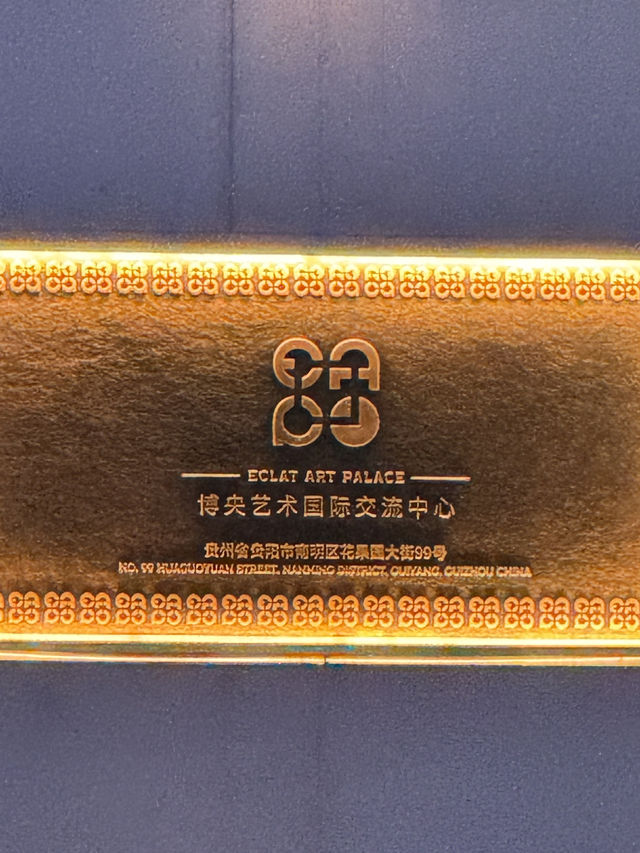 ECLAT ART PALACE
博央艺术国际交流中心
贵州省贵阳市南明区花果园大街99号
NO. 99 HUAGUOYUAN STREET, NANMING DISTRICT, GUIYANG, GUIZHOU CHINA